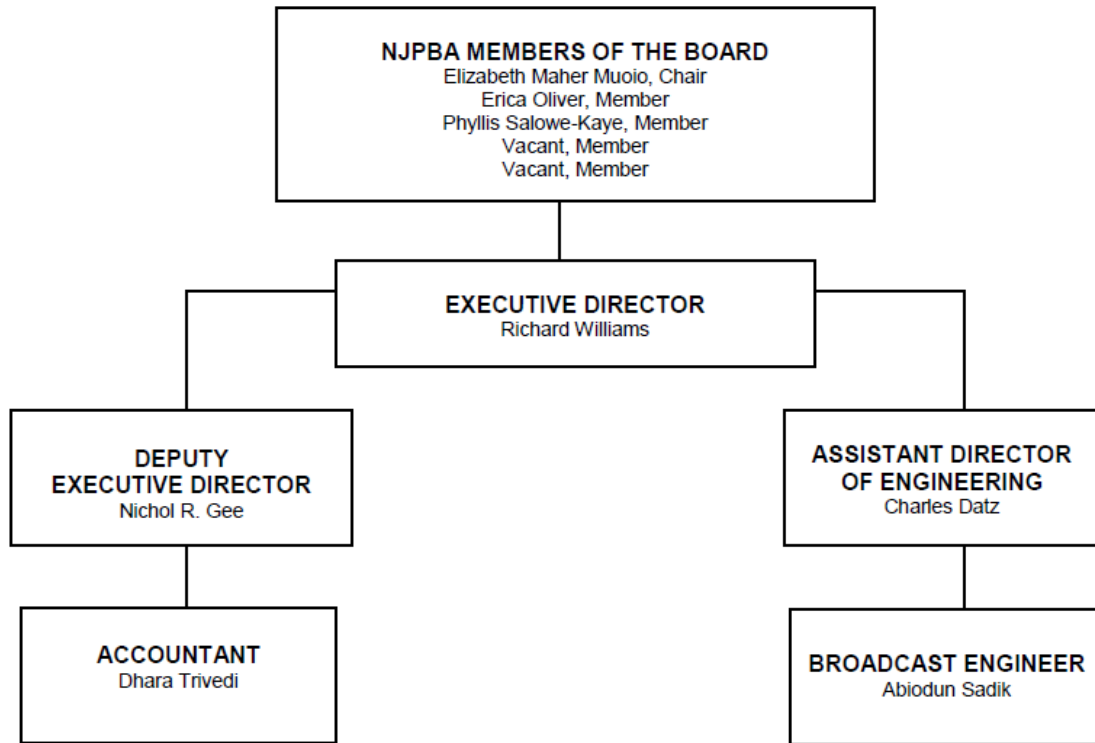 NJPBA MEMBERS OF THE BOARD
Elizabeth Maher Muoio, Chair
Erica Oliver, Member
Phyllis Salowe-Kaye, Member
Vacant, Member
Vacant, Member
EXECUTIVE DIRECTOR
Richard Williams
DEPUTY
EXECUTIVE DIRECTOR
Nichol R. Gee
ASSISTANT DIRECTOR
OF ENGINEERING
Charles Datz
ACCOUNTANT
Dhara Trivedi
BROADCAST ENGINEER
Abiodun Sadik